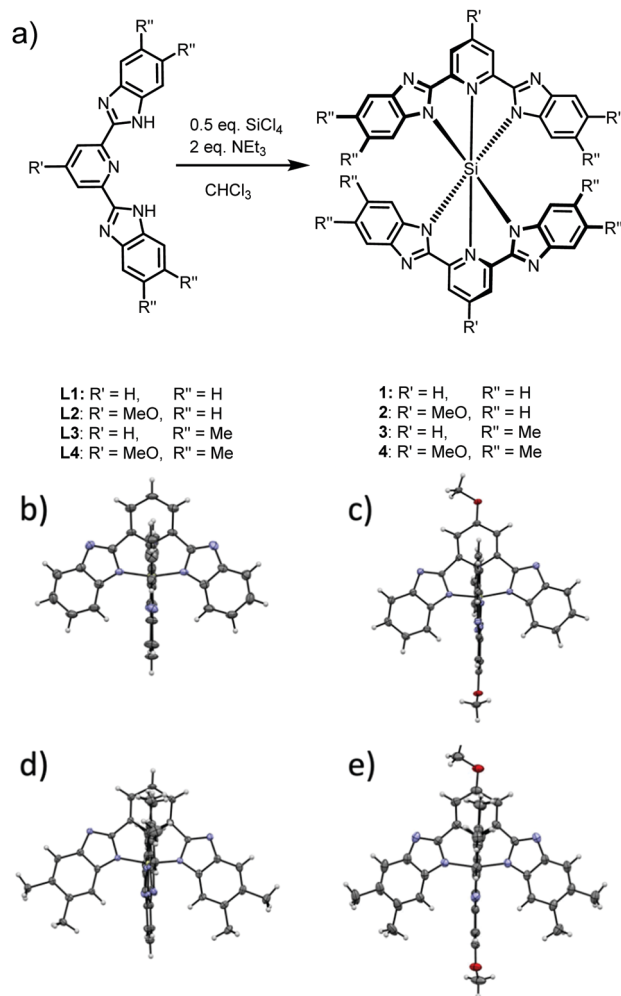 a)
R"
R"
N
NH
R'
N
NH
N
R"
R"
0.5 eq. SiCl4
2 eq. NEt3
CHCl3
R'
N
N
N
N
N
R"
R"
R"
R"
Si
R"
R"
R"
R"
N
N
N
N
N
R'
L1: R' = H, R" = H
L2: R' = MeO, R" = H
L3: R' = H, R" = Me
L4: R' = MeO, R" = Me
1: R' = H, R" = H
2: R' = MeO, R" = H
3: R' = H, R" = Me
4: R' = MeO, R" = Me
b)
c)
d)
e)